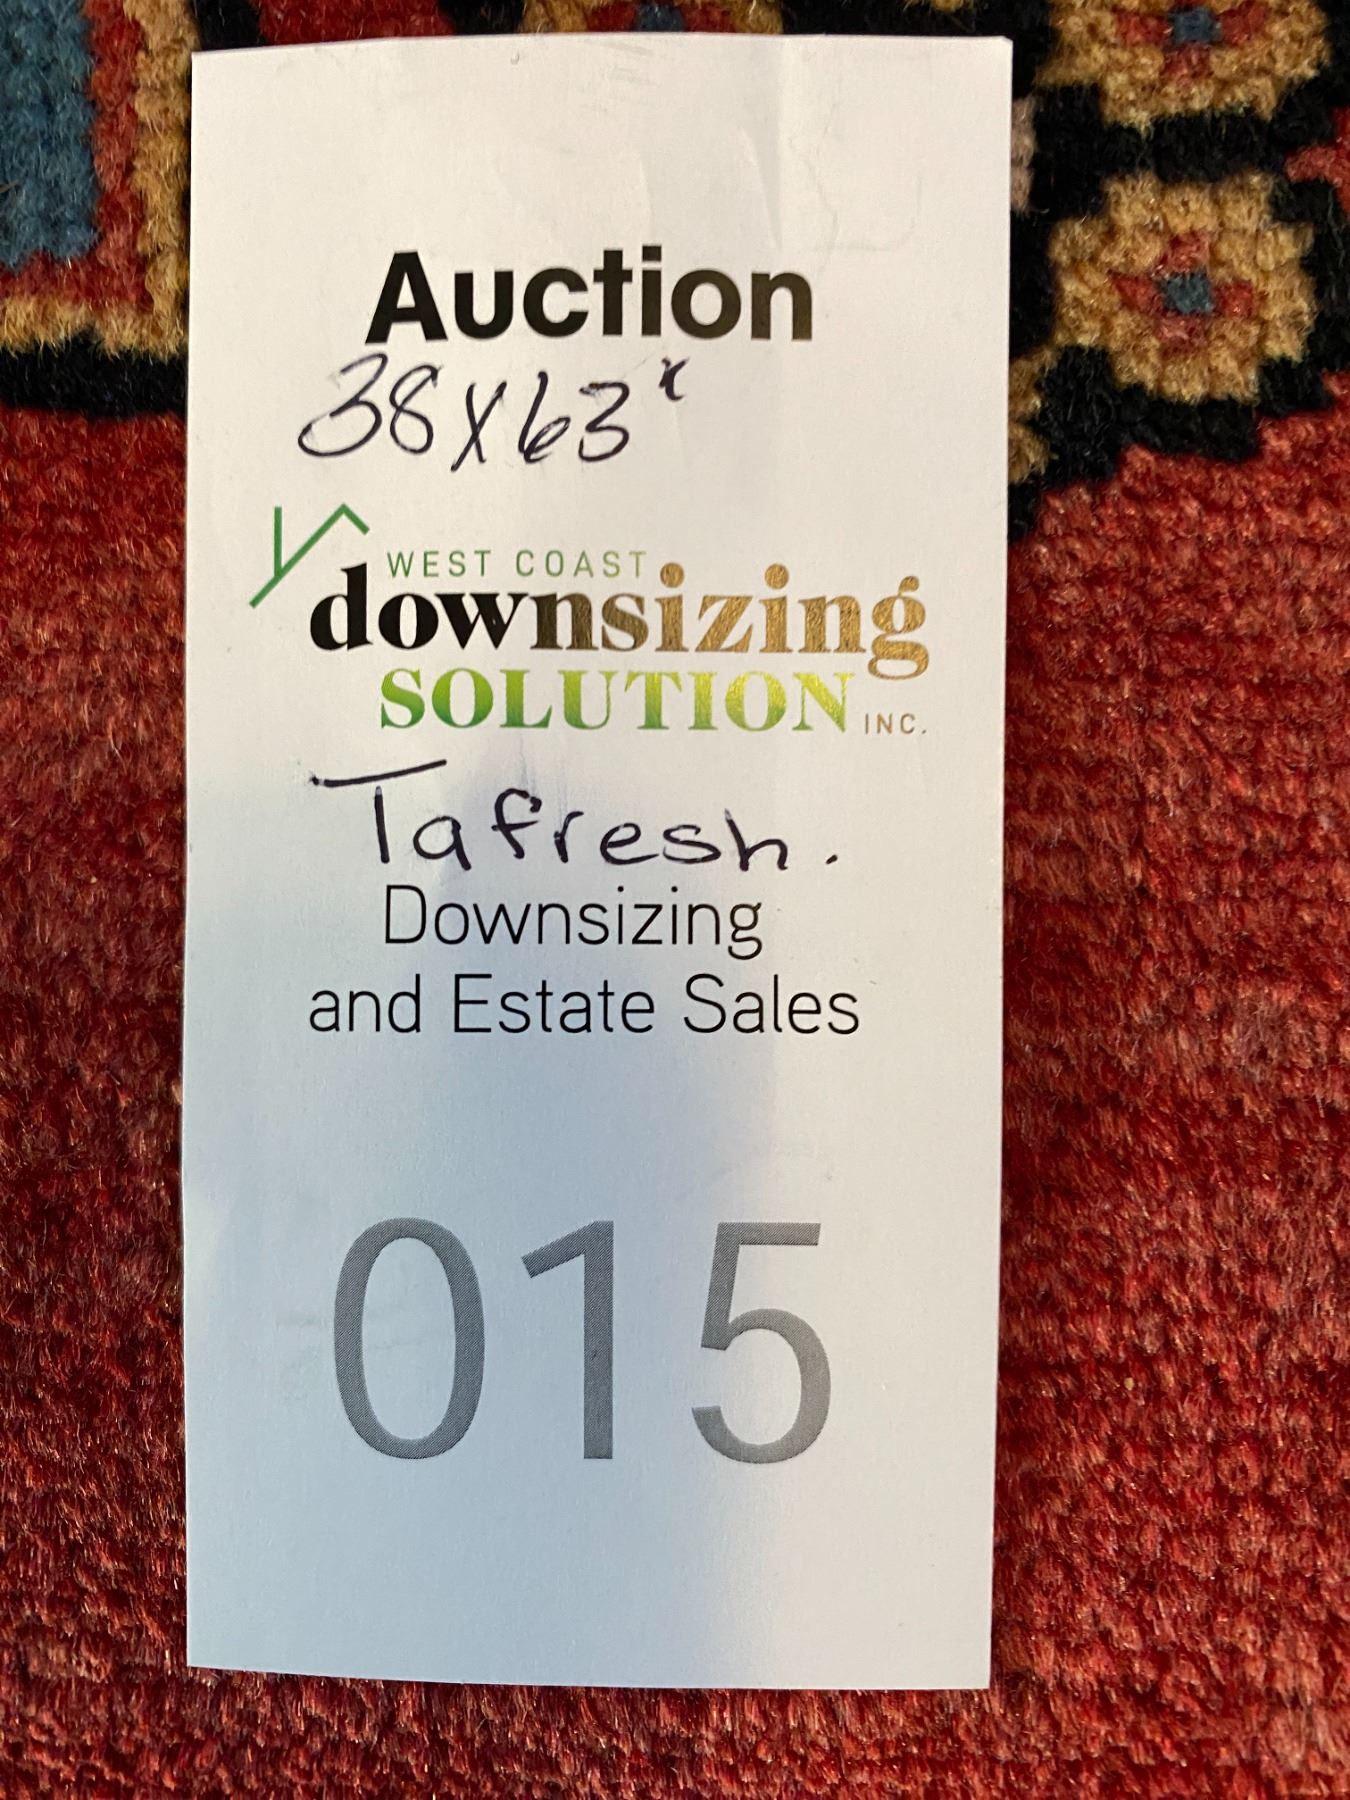 Auction
38x63"
WEST COAST
downsizing
SOLUTION INC.
Tafresh.
Downsizing
and Estate Sales
015